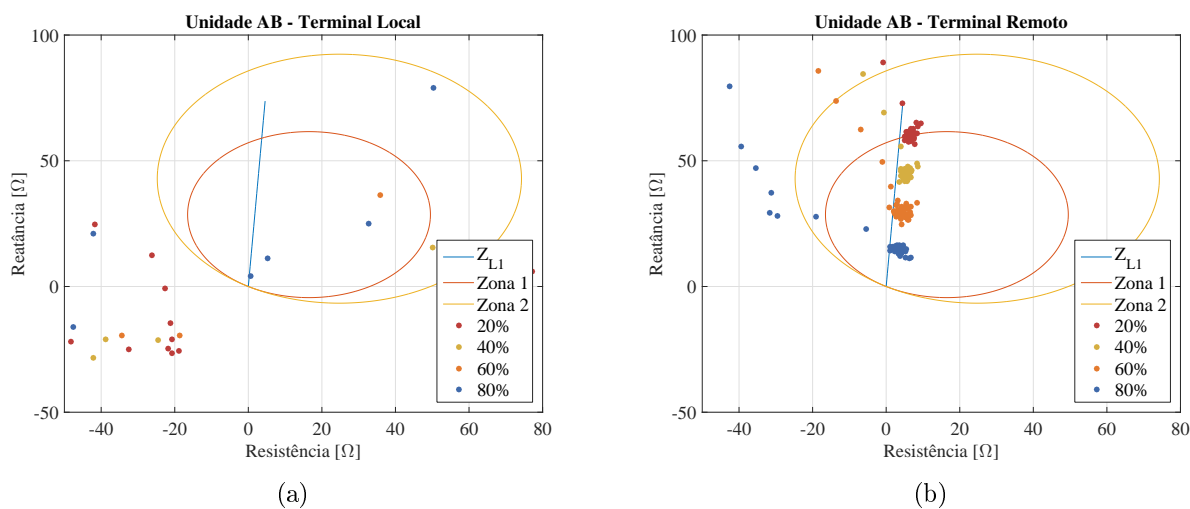 Unidade AB - Terminal Local
100
50
0
-50
-40
-20
0
20
40
60
80
Reatância [Ω]
Resistência [Ω]
Z_L1
Zona 1
Zona 2
20%
40%
60%
80%
(a)
Unidade AB - Terminal Remoto
100
50
0
-50
-40
-20
0
20
40
60
80
Reatância [Ω]
Resistência [Ω]
Z_L1
Zona 1
Zona 2
20%
40%
60%
80%
(b)